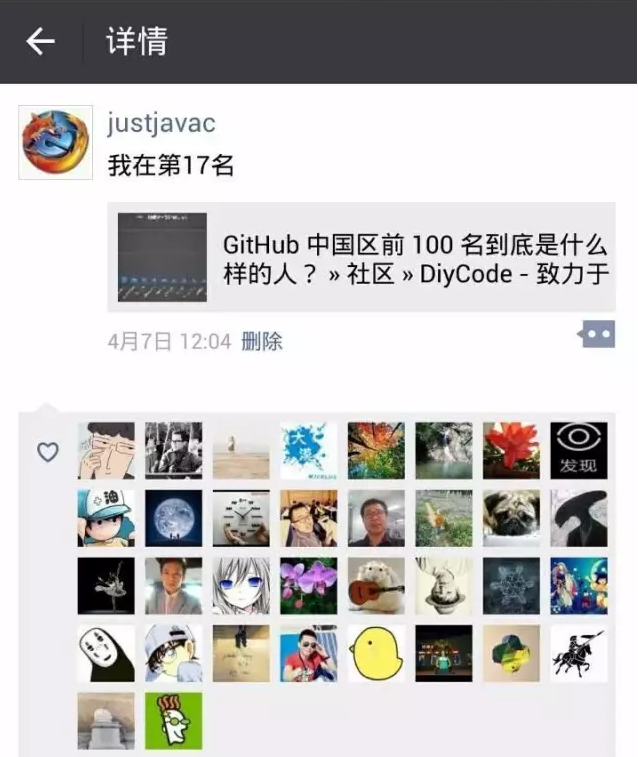 详情
justjavac
我在第17名
GitHub 中国区前 100 名到底是什么
样的人？ » 社区 » DiyCode - 致力于
4月7日 12:04 删除
大
漠
发现
油